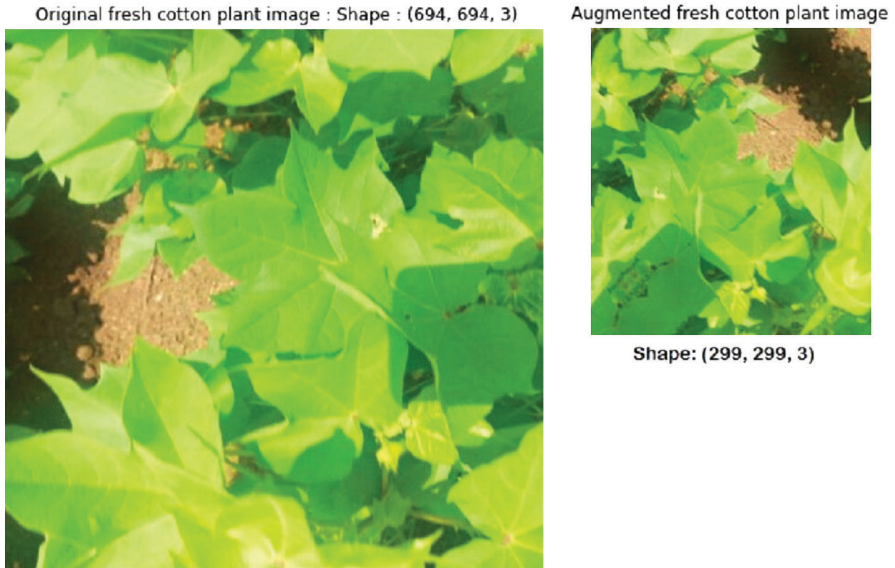 Original fresh cotton plant image : Shape : (694, 694, 3)
Augmented fresh cotton plant image
Shape: (299, 299, 3)